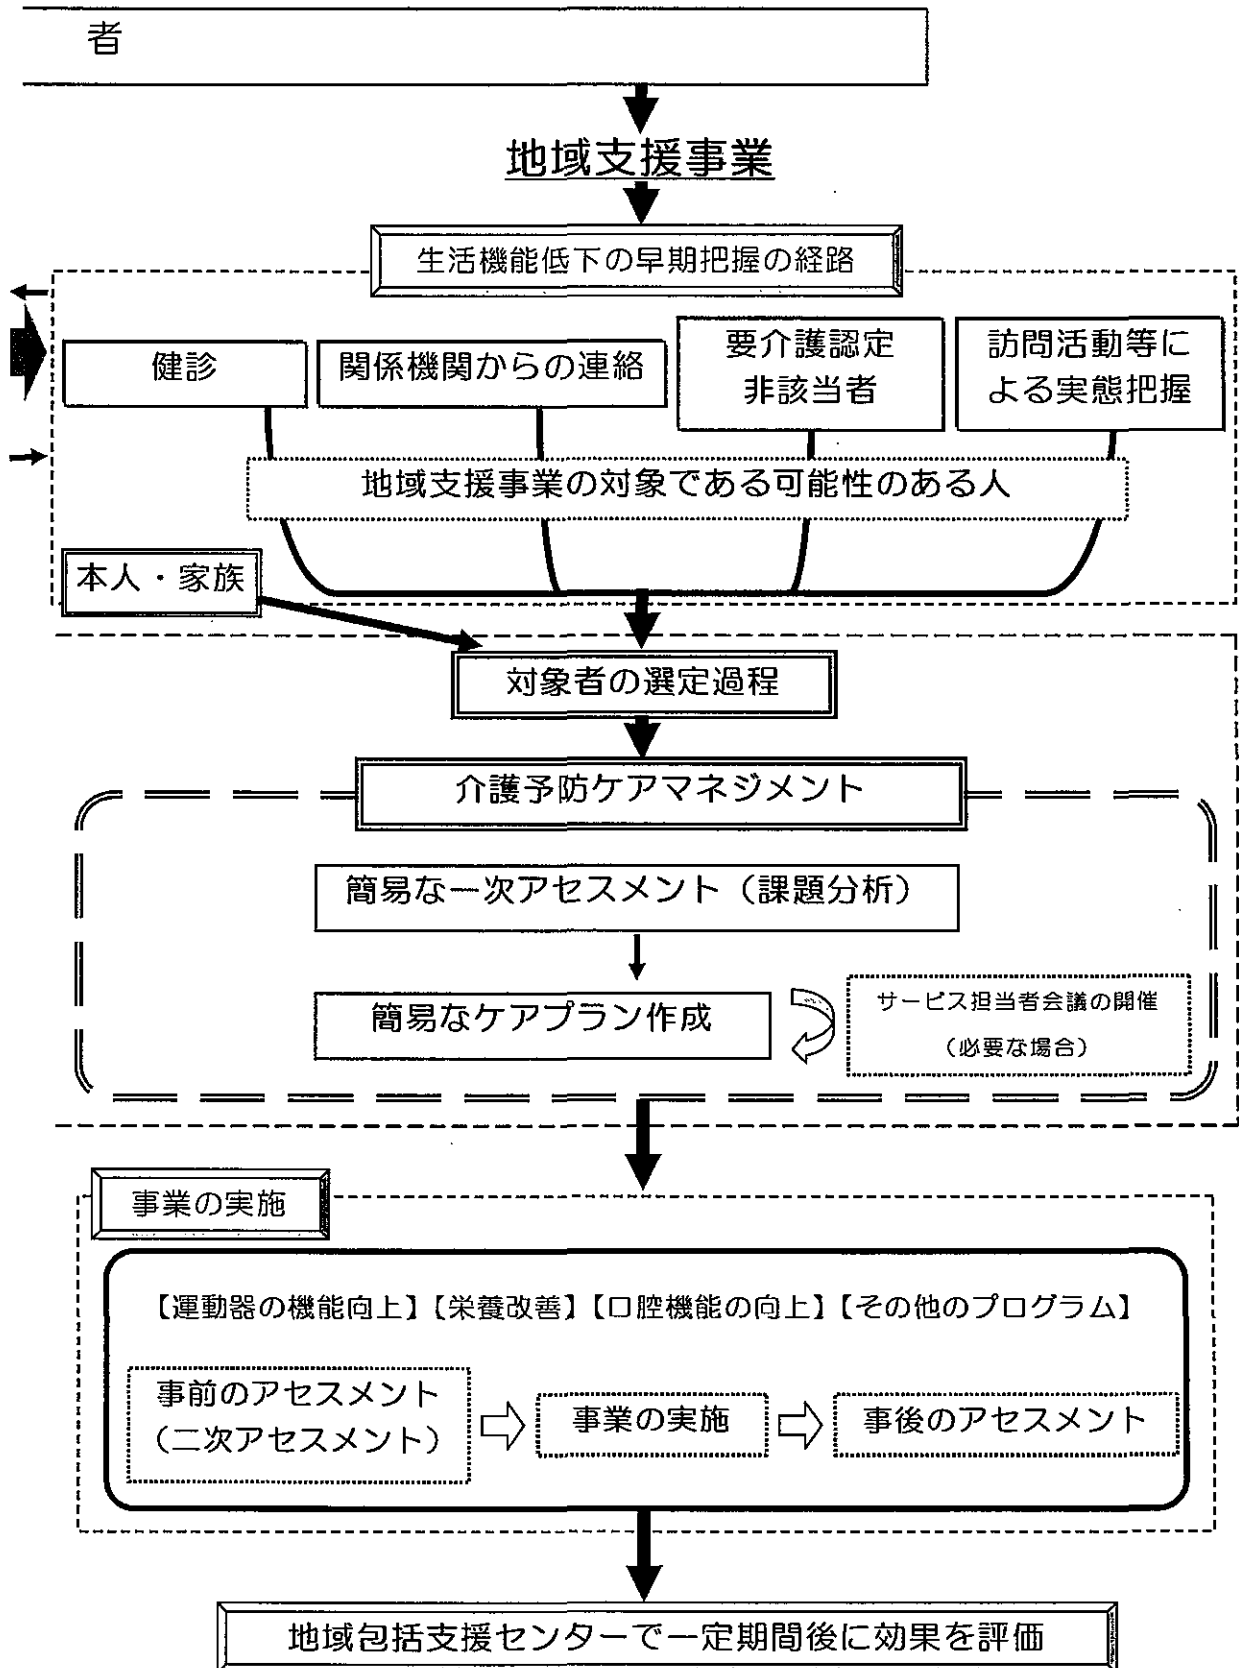 者
地域支援事業
生活機能低下の早期把握の経路
健診
関係機関からの連絡
要介護認定
非該当者
訪問活動等に
よる実態把握
地域支援事業の対象である可能性のある人
本人・家族
対象者の選定過程
介護予防ケアマネジメント
簡易な一次アセスメント（課題分析）
簡易なケアプラン作成
サービス担当者会議の開催
（必要な場合）
事業の実施
【運動器の機能向上】【栄養改善】【口腔機能の向上】【その他のプログラム】
事前のアセスメント
（二次アセスメント）
事業の実施
事後のアセスメント
地域包括支援センターで一定期間後に効果を評価